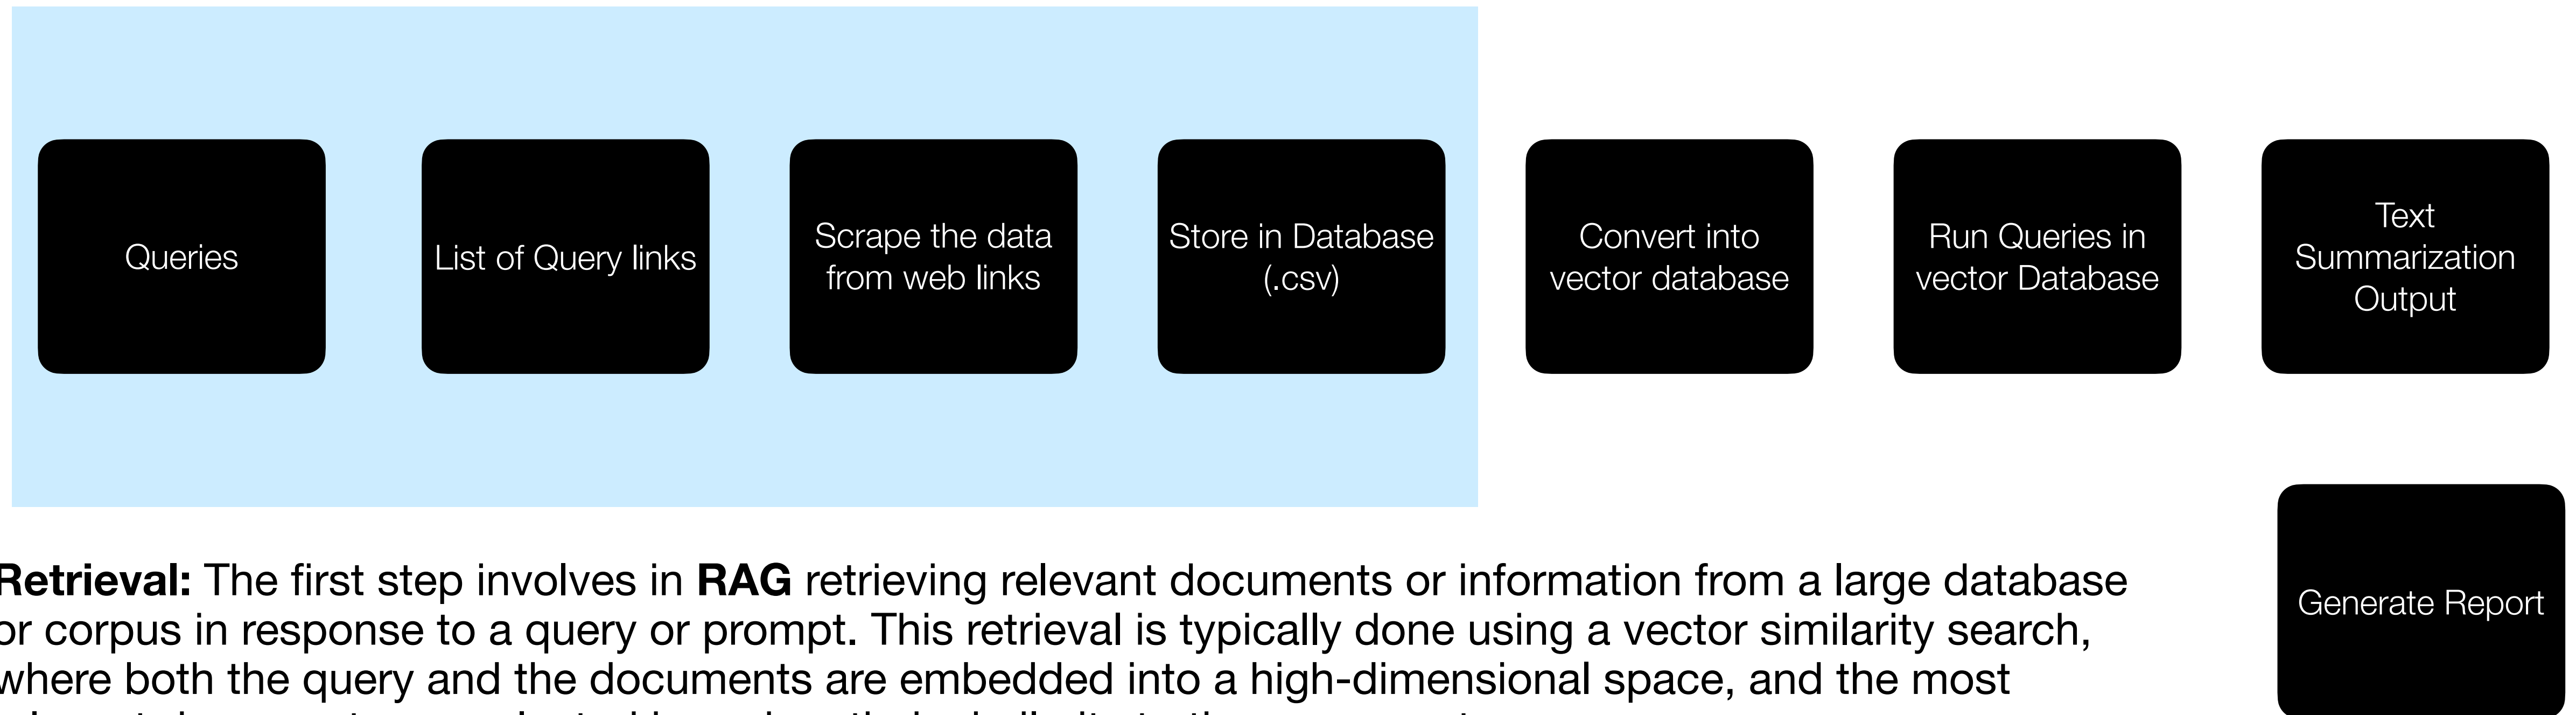 Queries
List of Query links
Scrape the data
from web links
Store in Database
(.csv)
Convert into
vector database
Run Queries in
vector Database
Text
Summarization
Output
Generate Report
Retrieval: The first step involves in RAG retrieving relevant documents or information from a large database
or corpus in response to a query or prompt. This retrieval is typically done using a vector similarity search,
where both the query and the documents are embedded into a high-dimensional space, and the most